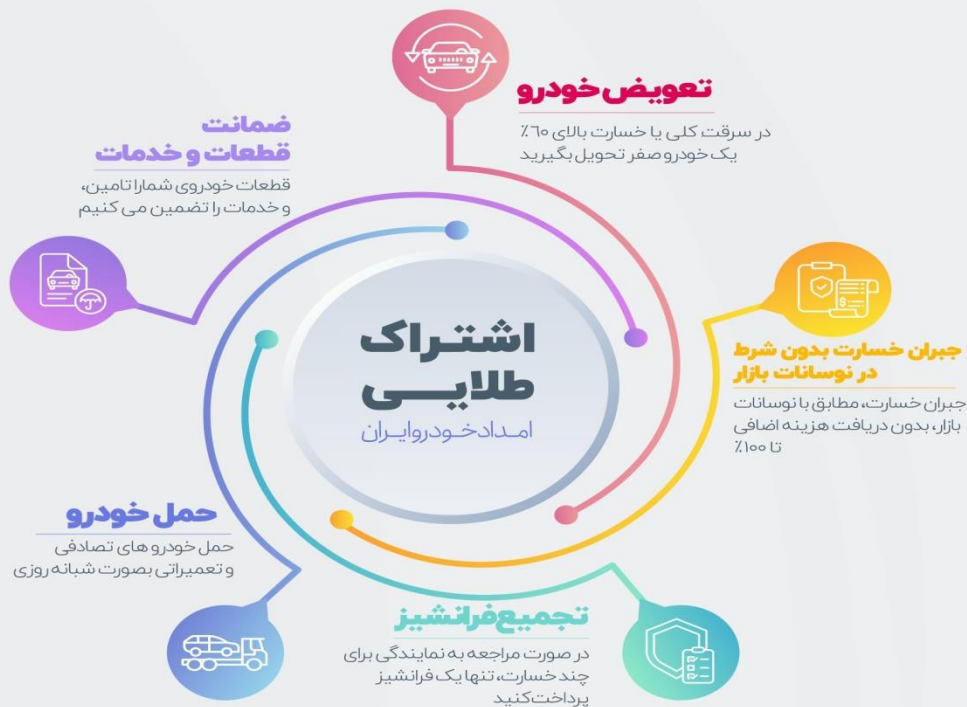 تعویض خودرو
در سرقت کلی یا خسارت بالای ۶۰٪
یک خودرو صفر تحویل بگیرید
ضمانت
قطعات و خدمات
قطعات خودروی شما را تامین،
و خدمات را تضمین می کنیم
جبران خسارت بدون شرط
در نوسانات بازار
جبران خسارت، مطابق با نوسانات
بازار، بدون دریافت هزینه اضافی
تا ۱۰۰٪
اشتراک
طلایی
امداد خودرو ایران
حمل خودرو
حمل خودرو های تصادفی
و تعمیراتی بصورت شبانه روزی
تجمیع فرانشیز
در صورت مراجعه به نمایندگی برای
چند خسارت، تنها یک فرانشیز
پرداخت کنید